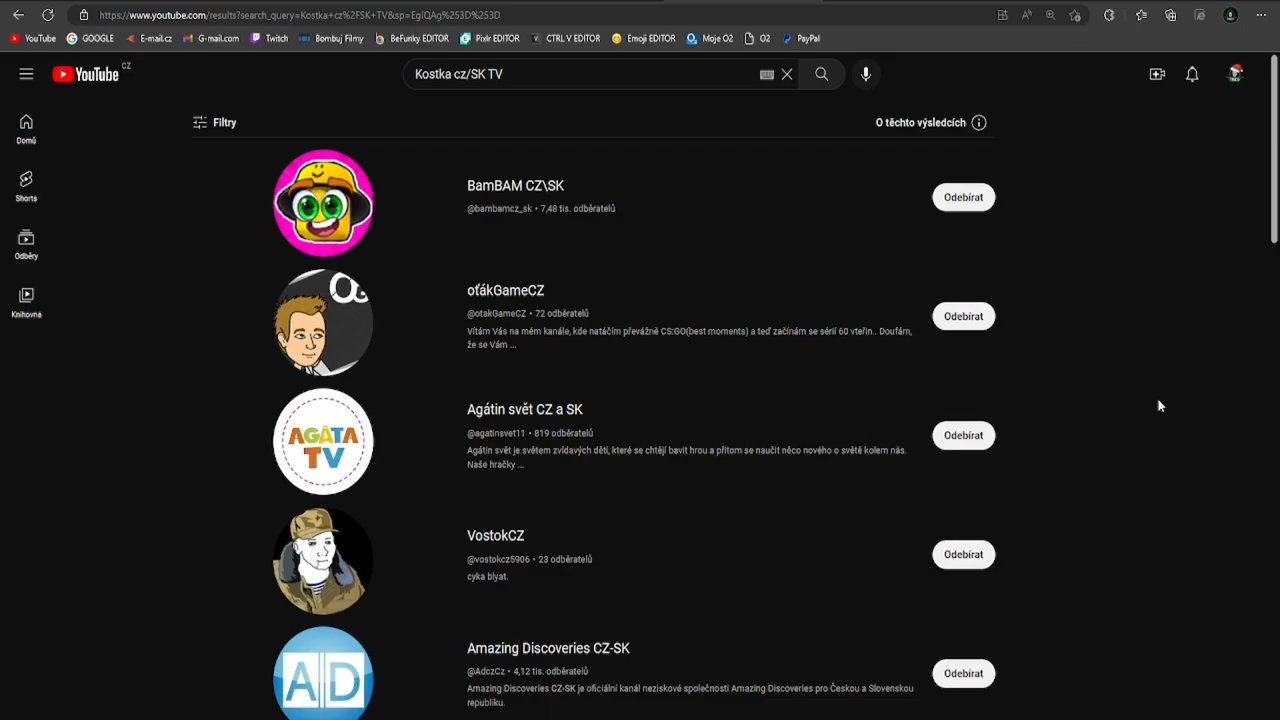 https://www.youtube.com/results?search_query=Kostka+cz%2FSK+TV&sp=EgIQAg%253D%253D
YouTube GOOGLE E-mail.cz G-mail.com Twitch Bombuj Filmy BeFunky EDITOR Pixlr EDITOR CTRL V EDITOR Emoji EDITOR Moje O2 O2 PayPal
YouTube CZ
Kostka cz/SK TV
Filtry
O těchto výsledcích
Domů
Shorts
Odběry
Knihovna
BamBAM CZ\SK
@bambamcz_sk • 7,48 tis. odběratelů
Odebírat
OG
oťákGameCZ
@otakGameCZ • 72 odběratelů
Vítám Vás na mém kanále, kde natáčím převážně CS:GO(best mornents) a teď začínám se sérií 60 vteřin.. Doufám,
že se Vám ...
Odebírat
AGÁTA
TV
Agátin svět CZ a SK
@agatinsvet11 • 819 odběratelů
Agátin svět je světem zvídavých dětí, které se chtějí bavit hrou a přitom se naučit něco nového o světě kolem nás.
Naše hračky ...
Odebírat
VostokCZ
@vostokcz5906 • 23 odběratelů
cyka blyat.
Odebírat
AD
Amazing Discoveries CZ-SK
@AdczCz • 4,12 tis. odběratelů
Amazing Discoveries CZ-SK je oficiální kanál neziskové společnosti Amazing Discoveries pro Českou a Slovenskou
republiku.
Odebírat